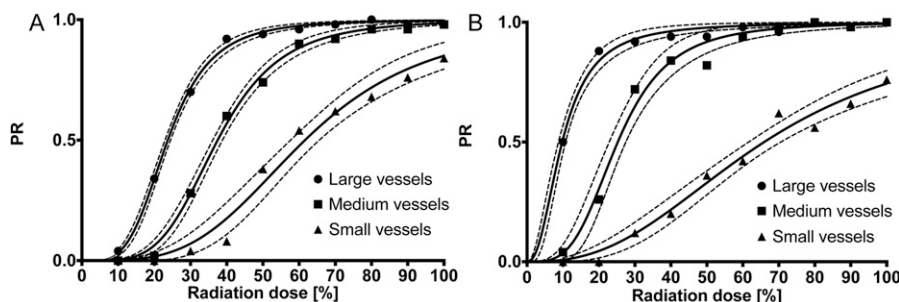 A
B
1.0
0.5
0.0
PR
Large vessels
Medium vessels
Small vessels
10 20 30 40 50 60 70 80 90 100
Radiation dose [%]
1.0
0.5
0.0
PR
Large vessels
Medium vessels
Small vessels
10 20 30 40 50 60 70 80 90 100
Radiation dose [%]